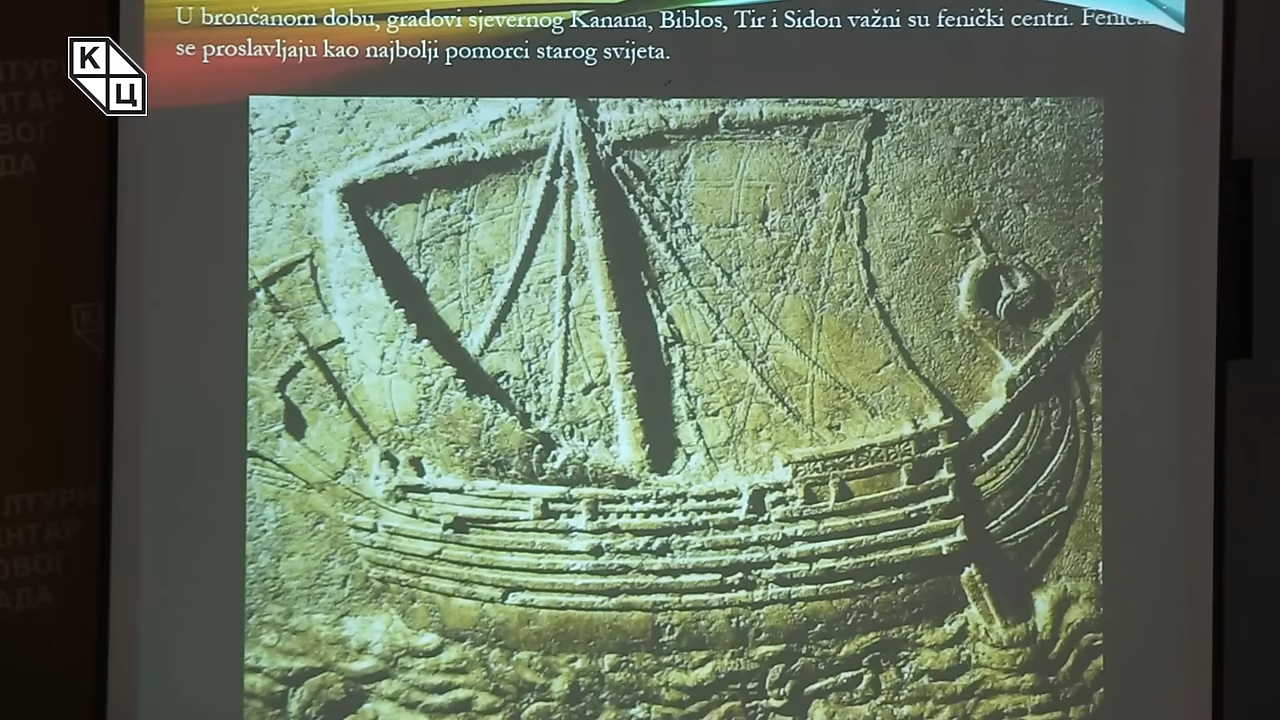 U brončanom dobu, gradovi sjevernog Kanana, Biblos, Tir i Sidon važni su fenički centri.
se proslavljaju kao najbolji pomorci starog svijeta.
К
Ц